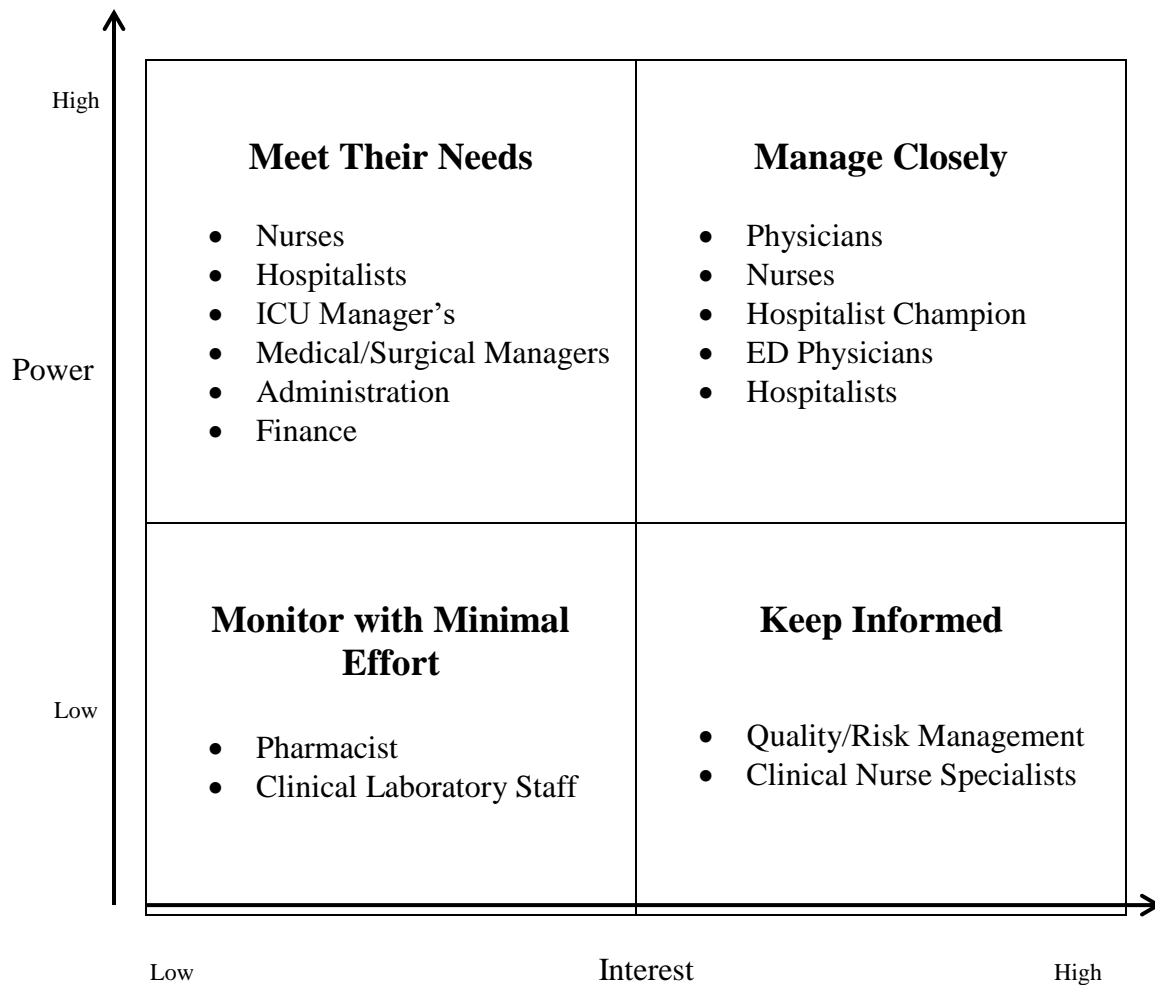 High
Meet Their Needs
• Nurses
• Hospitalists
• ICU Manager’s
• Medical/Surgical Managers
• Administration
• Finance
Manage Closely
• Physicians
• Nurses
• Hospitalist Champion
• ED Physicians
• Hospitalists
Power
Monitor with Minimal
Effort
• Pharmacist
• Clinical Laboratory Staff
Keep Informed
• Quality/Risk Management
• Clinical Nurse Specialists
Low
Low
Interest
High